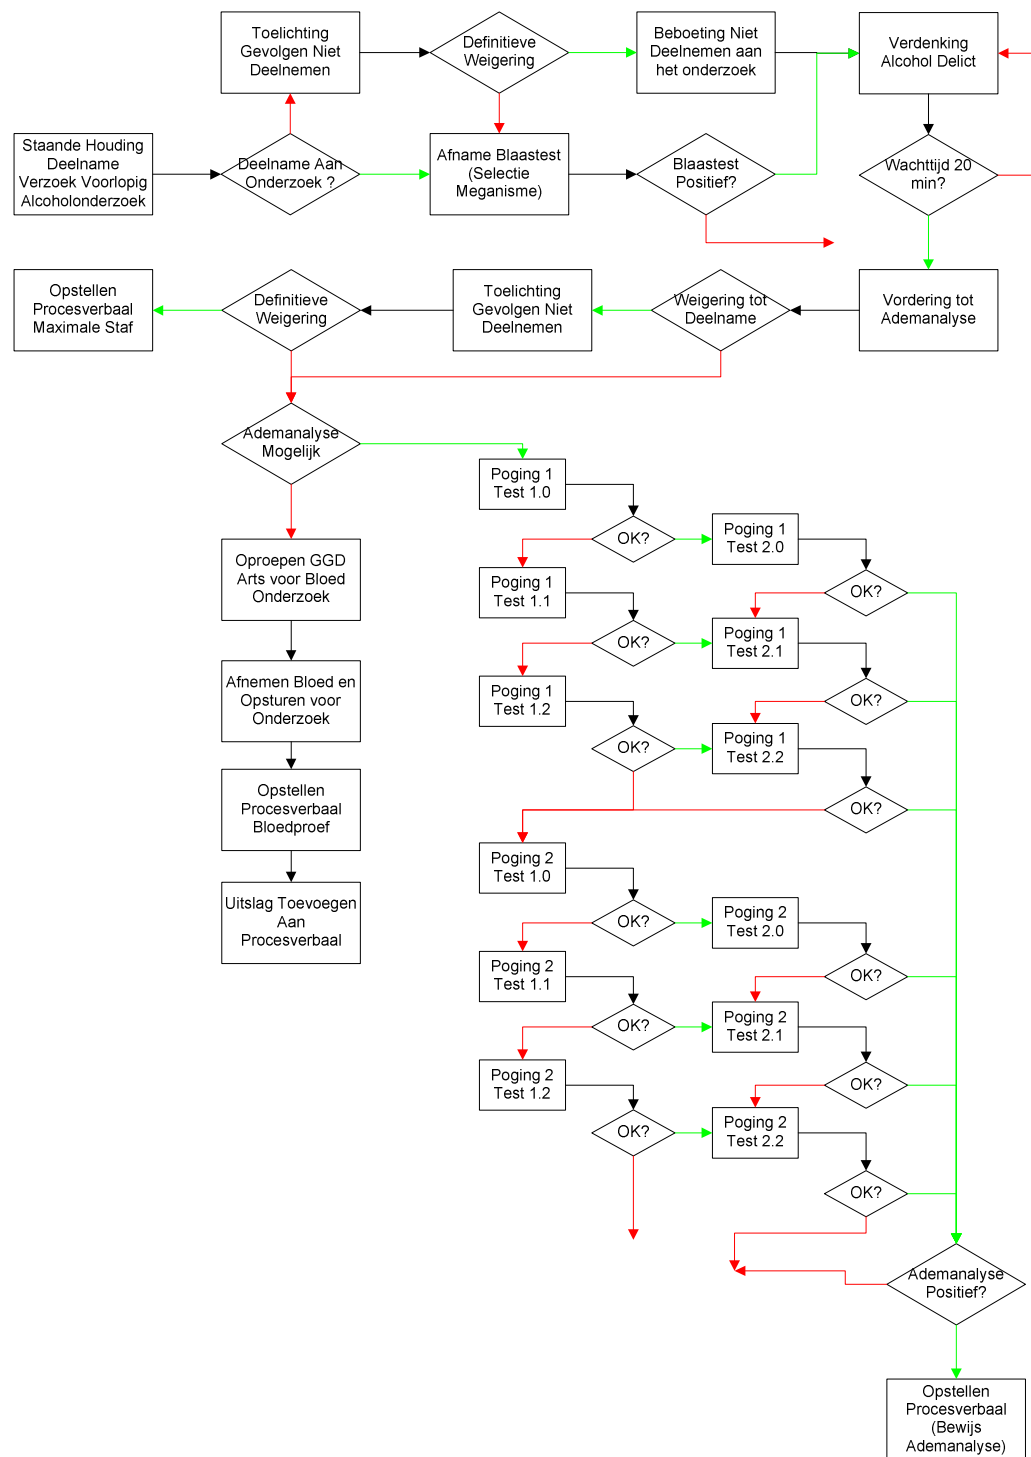 Toelichting
Gevolgen Niet
Deelnemen
Definitieve
Weigering
Beboeting Niet
Deelnemen aan
het onderzoek
Verdenking
Alcohol Delict
Staande Houding
Deelname
Verzoek Voorlopig
Alcoholonderzoek
Deelname Aan
Onderzoek ?
Afname Blaastest
(Selectie
Meganisme)
Blaastest
Positief?
Wachttijd 20
min?
Opstellen
Procesverbaal
Maximale Staf
Definitieve
Weigering
Toelichting
Gevolgen Niet
Deelnemen
Weigering tot
Deelname
Vordering tot
Ademanalyse
Ademanalyse
Mogelijk
Poging 1
Test 1.0
OK?
Poging 1
Test 2.0
Oproepen GGD
Arts voor Bloed
Onderzoek
Poging 1
Test 1.1
OK?
OK?
Poging 1
Test 2.1
Afnemen Bloed en
Opsturen voor
Onderzoek
Poging 1
Test 1.2
OK?
OK?
Poging 1
Test 2.2
Opstellen
Procesverbaal
Bloedproef
OK?
Poging 2
Test 1.0
Uitslag Toevoegen
Aan
Procesverbaal
OK?
Poging 2
Test 2.0
Poging 2
Test 1.1
OK?
OK?
Poging 2
Test 2.1
Poging 2
Test 1.2
OK?
OK?
Poging 2
Test 2.2
OK?
Ademanalyse
Positief?
Opstellen
Procesverbaal
(Bewijs
Ademanalyse)